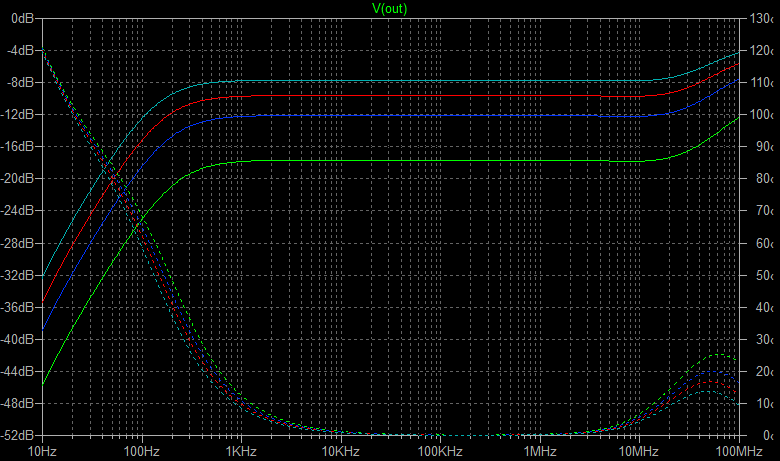 V(out)
0dB
-4dB
-8dB
-12dB
-16dB
-20dB
-24dB
-28dB
-32dB
-36dB
-40dB
-44dB
-48dB
-52dB
130
120
110
100
90
80
70
60
50
40
30
20
10
0
10Hz
100Hz
1KHz
10KHz
100KHz
1MHz
10MHz
100MHz